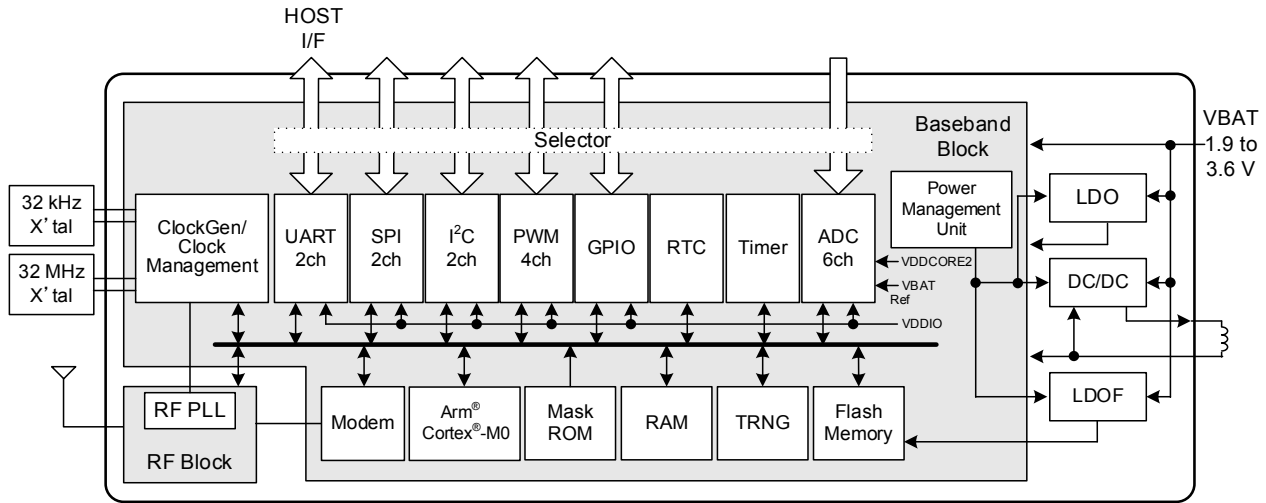 HOST
I/F
Selector
Baseband
Block
VBAT
1.9 to
3.6 V
32 kHz
X'tal
32 MHz
X'tal
ClockGen/
Clock
Management
UART
2ch
SPI
2ch
I²C
2ch
PWM
4ch
GPIO
RTC
Timer
ADC
6ch
Power
Management
Unit
LDO
VDDCORE2
VBAT
Ref
VDDIO
DC/DC
LDOF
RF PLL
RF Block
Modem
Arm®
Cortex®-M0
Mask
ROM
RAM
TRNG
Flash
Memory